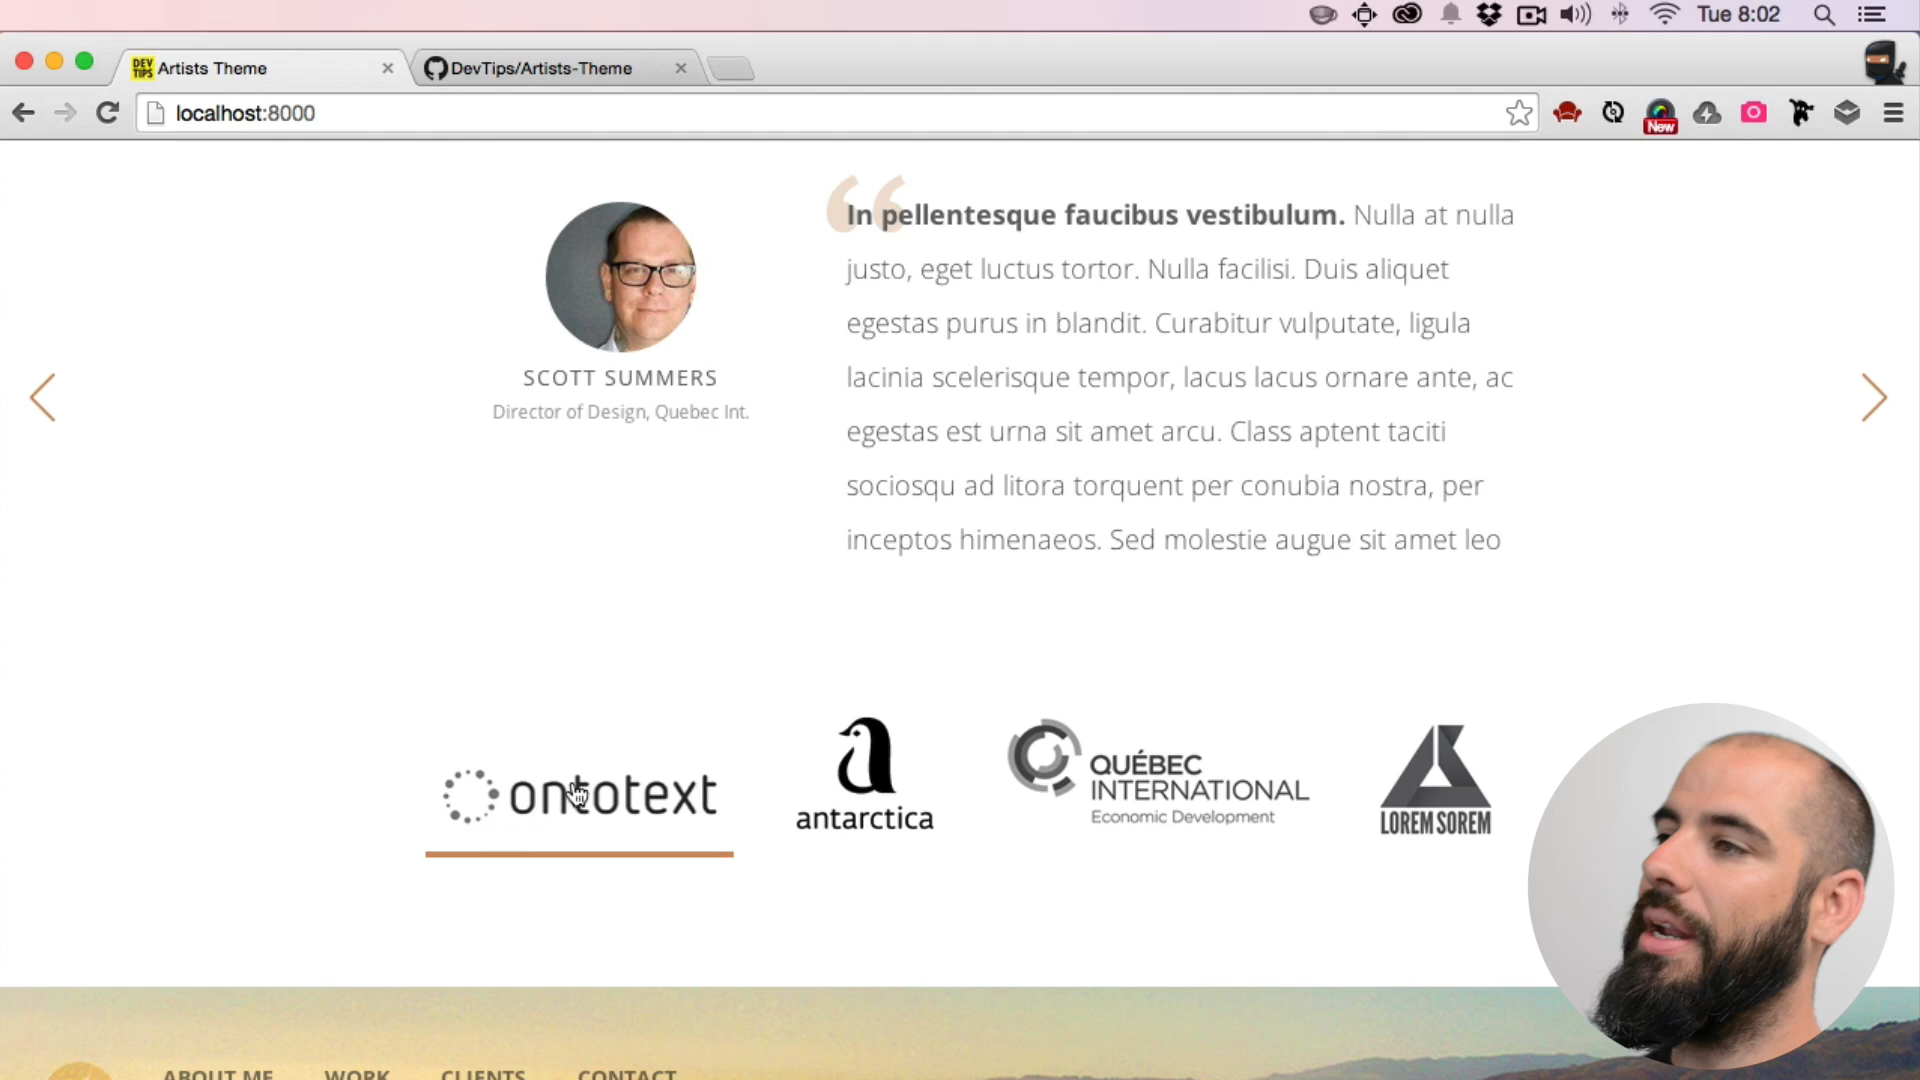 Tue 8:02
DEV TIPS Artists Theme
DevTips/Artists-Theme
localhost:8000
New
“
In pellentesque faucibus vestibulum. Nulla at nulla
justo, eget luctus tortor. Nulla facilisi. Duis aliquet
egestas purus in blandit. Curabitur vulputate, ligula
lacinia scelerisque tempor, lacus lacus ornare ante, ac
egestas est urna sit amet arcu. Class aptent taciti
sociosqu ad litora torquent per conubia nostra, per
inceptos himenaeos. Sed molestie augue sit amet leo
SCOTT SUMMERS
Director of Design, Quebec Int.
ontotext
antarctica
QUÉBEC
INTERNATIONAL
Economic Development
LOREM SOREM
ABOUT ME WORK CLIENTS CONTACT